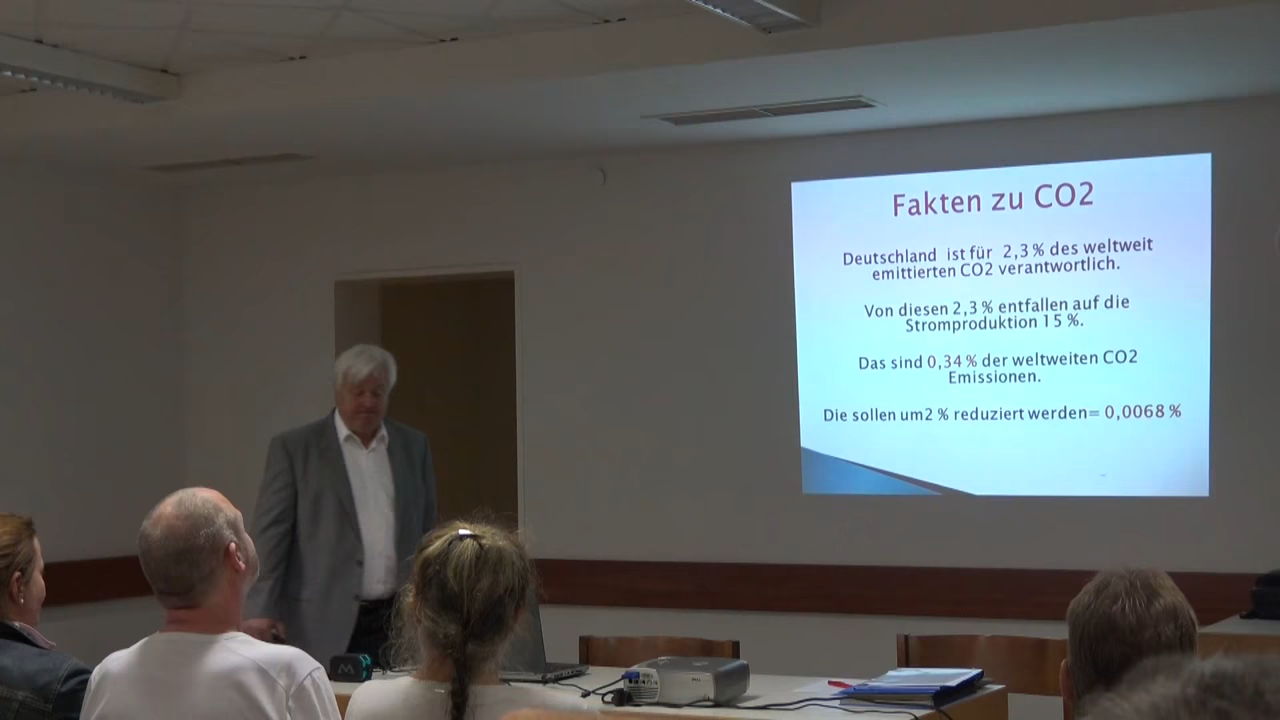 Fakten zu CO2
Deutschland ist für 2,3 % des weltweit
emittierten CO2 verantwortlich.
Von diesen 2,3 % entfallen auf die
Stromproduktion 15 %.
Das sind 0,34 % der weltweiten CO2
Emissionen.
Die sollen um2 % reduziert werden= 0,0068 %